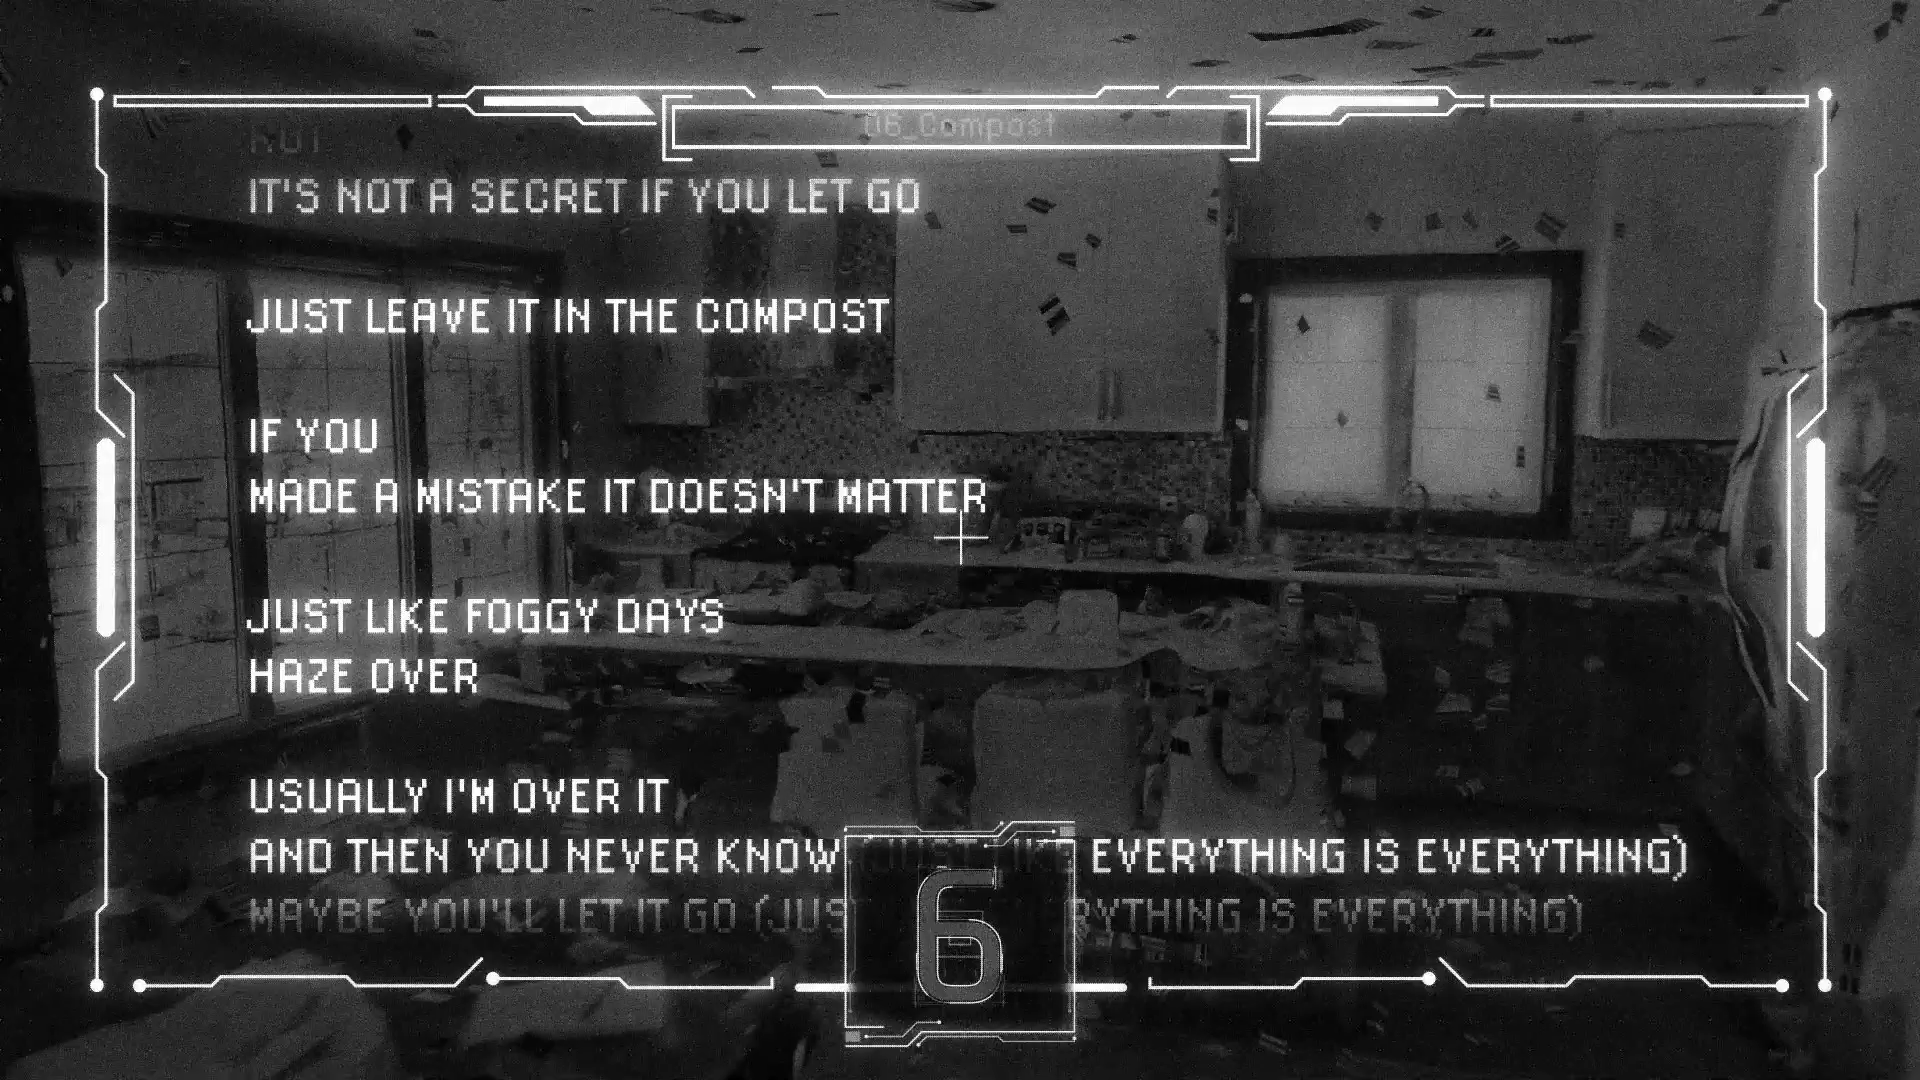 06_Compost
IT'S NOT A SECRET IF YOU LET GO
JUST LEAVE IT IN THE COMPOST
IF YOU
MADE A MISTAKE IT DOESN'T MATTER
JUST LIKE FOGGY DAYS
HAZE OVER
USUALLY I'M OVER IT
AND THEN YOU NEVER KNOW (JUST LIKE EVERYTHING IS EVERYTHING)
MAYBE YOU'LL LET IT GO (JUS RYTHING IS EVERYTHING)
6